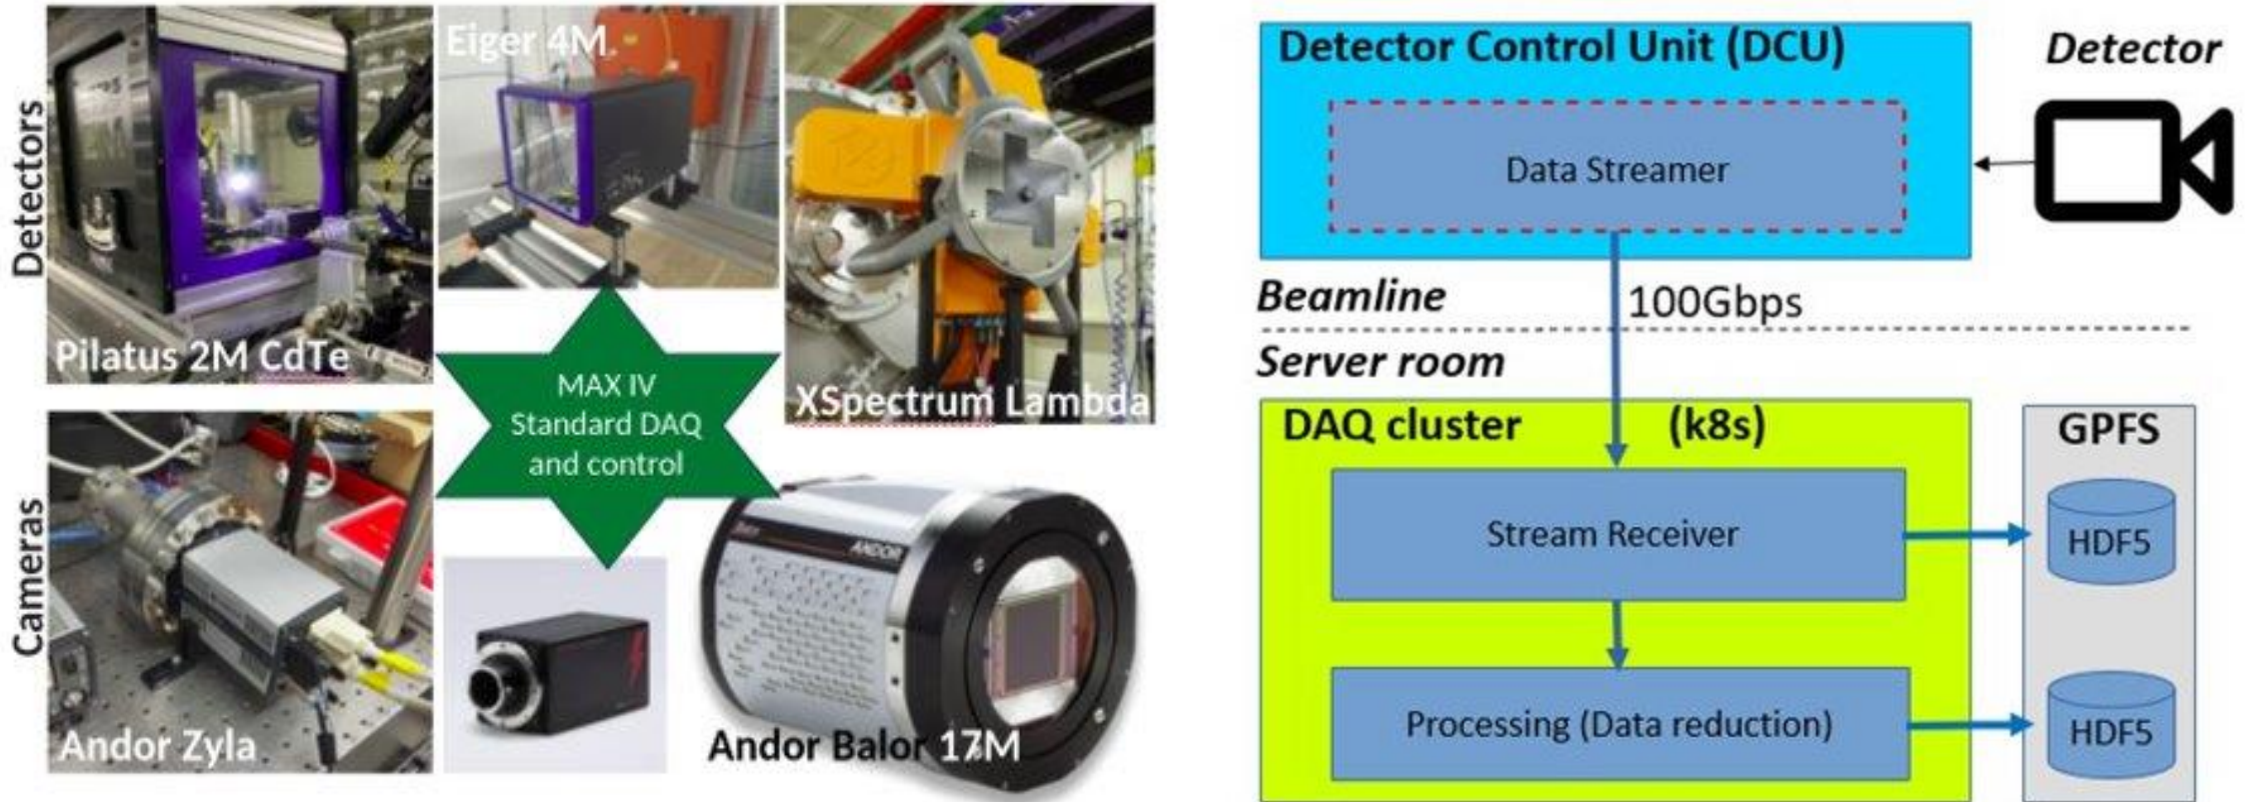 Detectors
Eiger 4M
Pilatus 2M CdTe
XSpectrum Lambda
MAX IV
Standard DAQ
and control
Cameras
Andor Zyla
ANDOR
Andor Balor 17M
Detector Control Unit (DCU)
Detector
Data Streamer
Beamline
100Gbps
Server room
DAQ cluster (k8s)
GPFS
Stream Receiver
HDF5
Processing (Data reduction)
HDF5